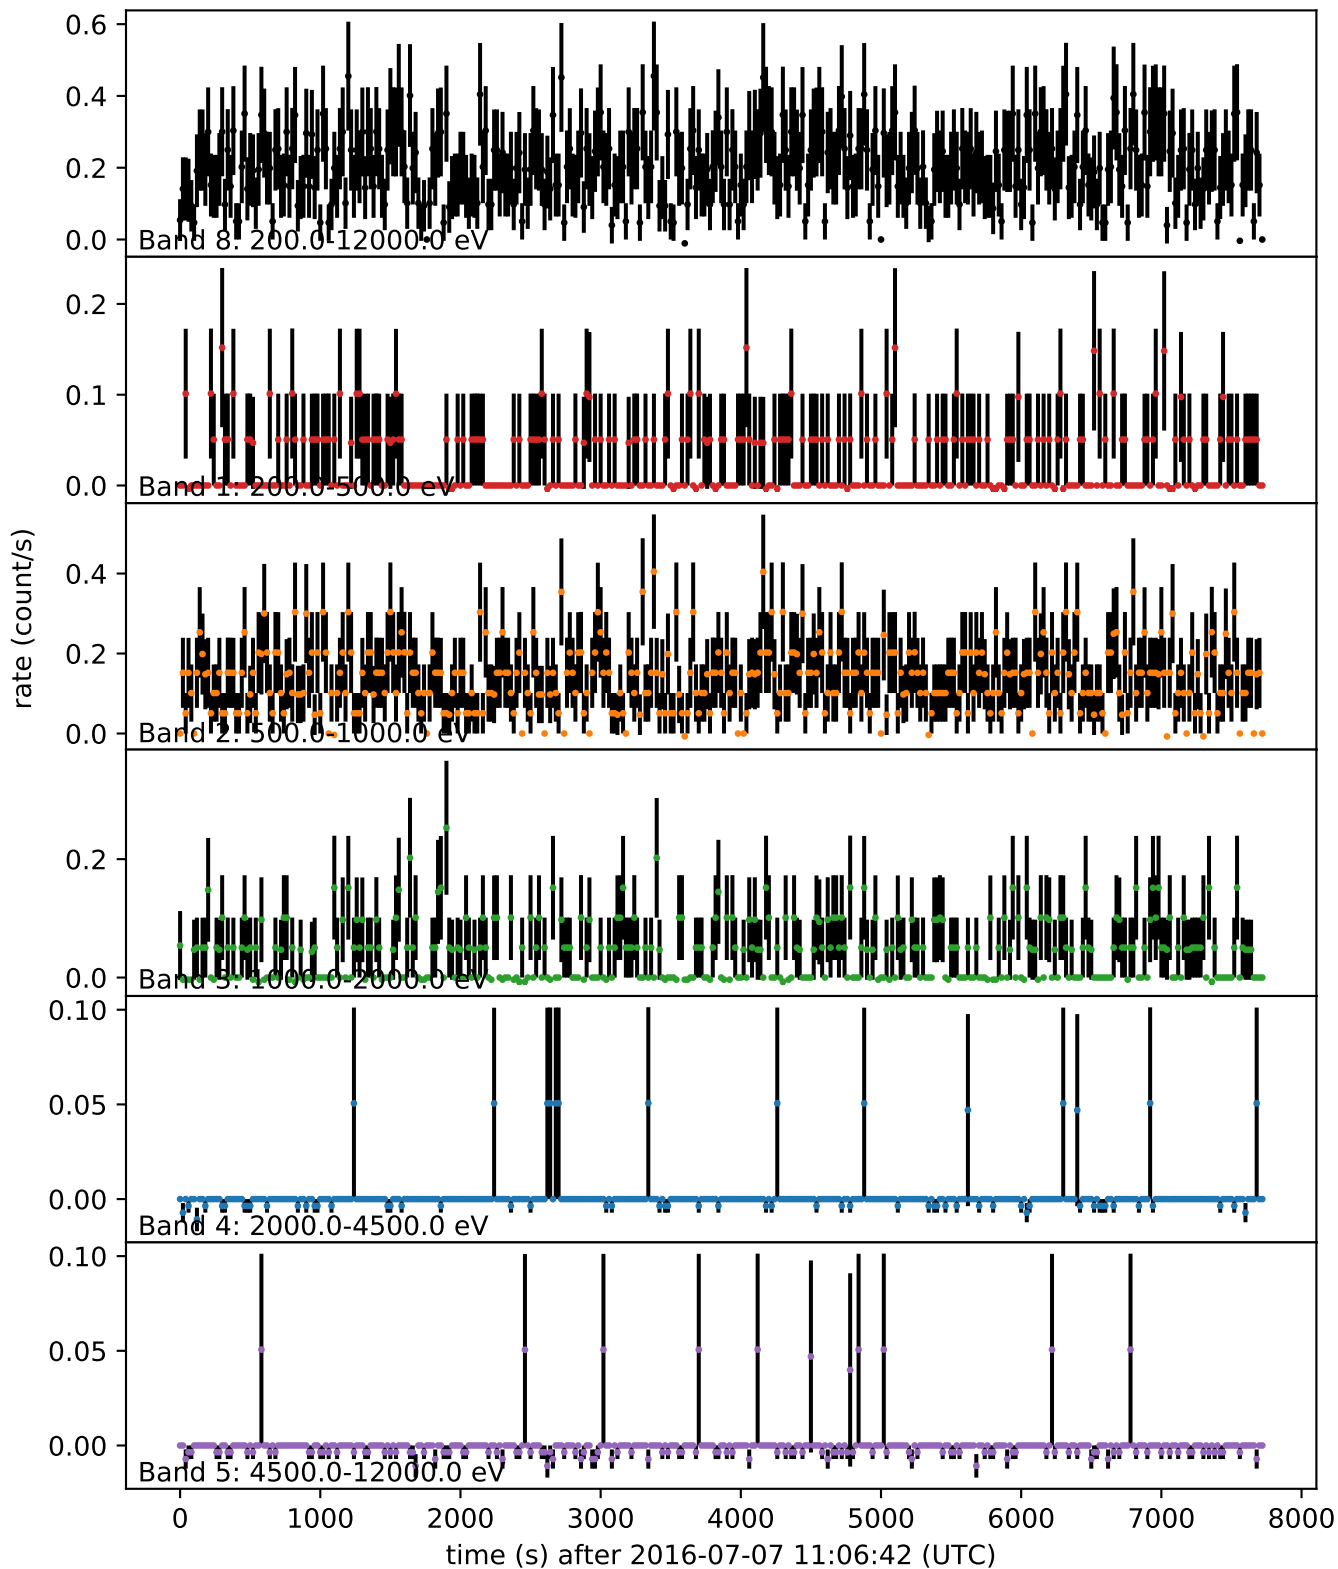 0.6
0.4
0.2
0.0
Band 8: 200.0-12000.0 eV
0.2
0.1
0.0
Band 1: 200.0-500.0 eV
rate (count/s)
0.4
0.2
0.0
Band 2: 500.0-1000.0 eV
0.2
0.0
Band 3: 1000.0-2000.0 eV
0.10
0.05
0.00
Band 4: 2000.0-4500.0 eV
0.10
0.05
0.00
Band 5: 4500.0-12000.0 eV
0 1000 2000 3000 4000 5000 6000 7000 8000
time (s) after 2016-07-07 11:06:42 (UTC)